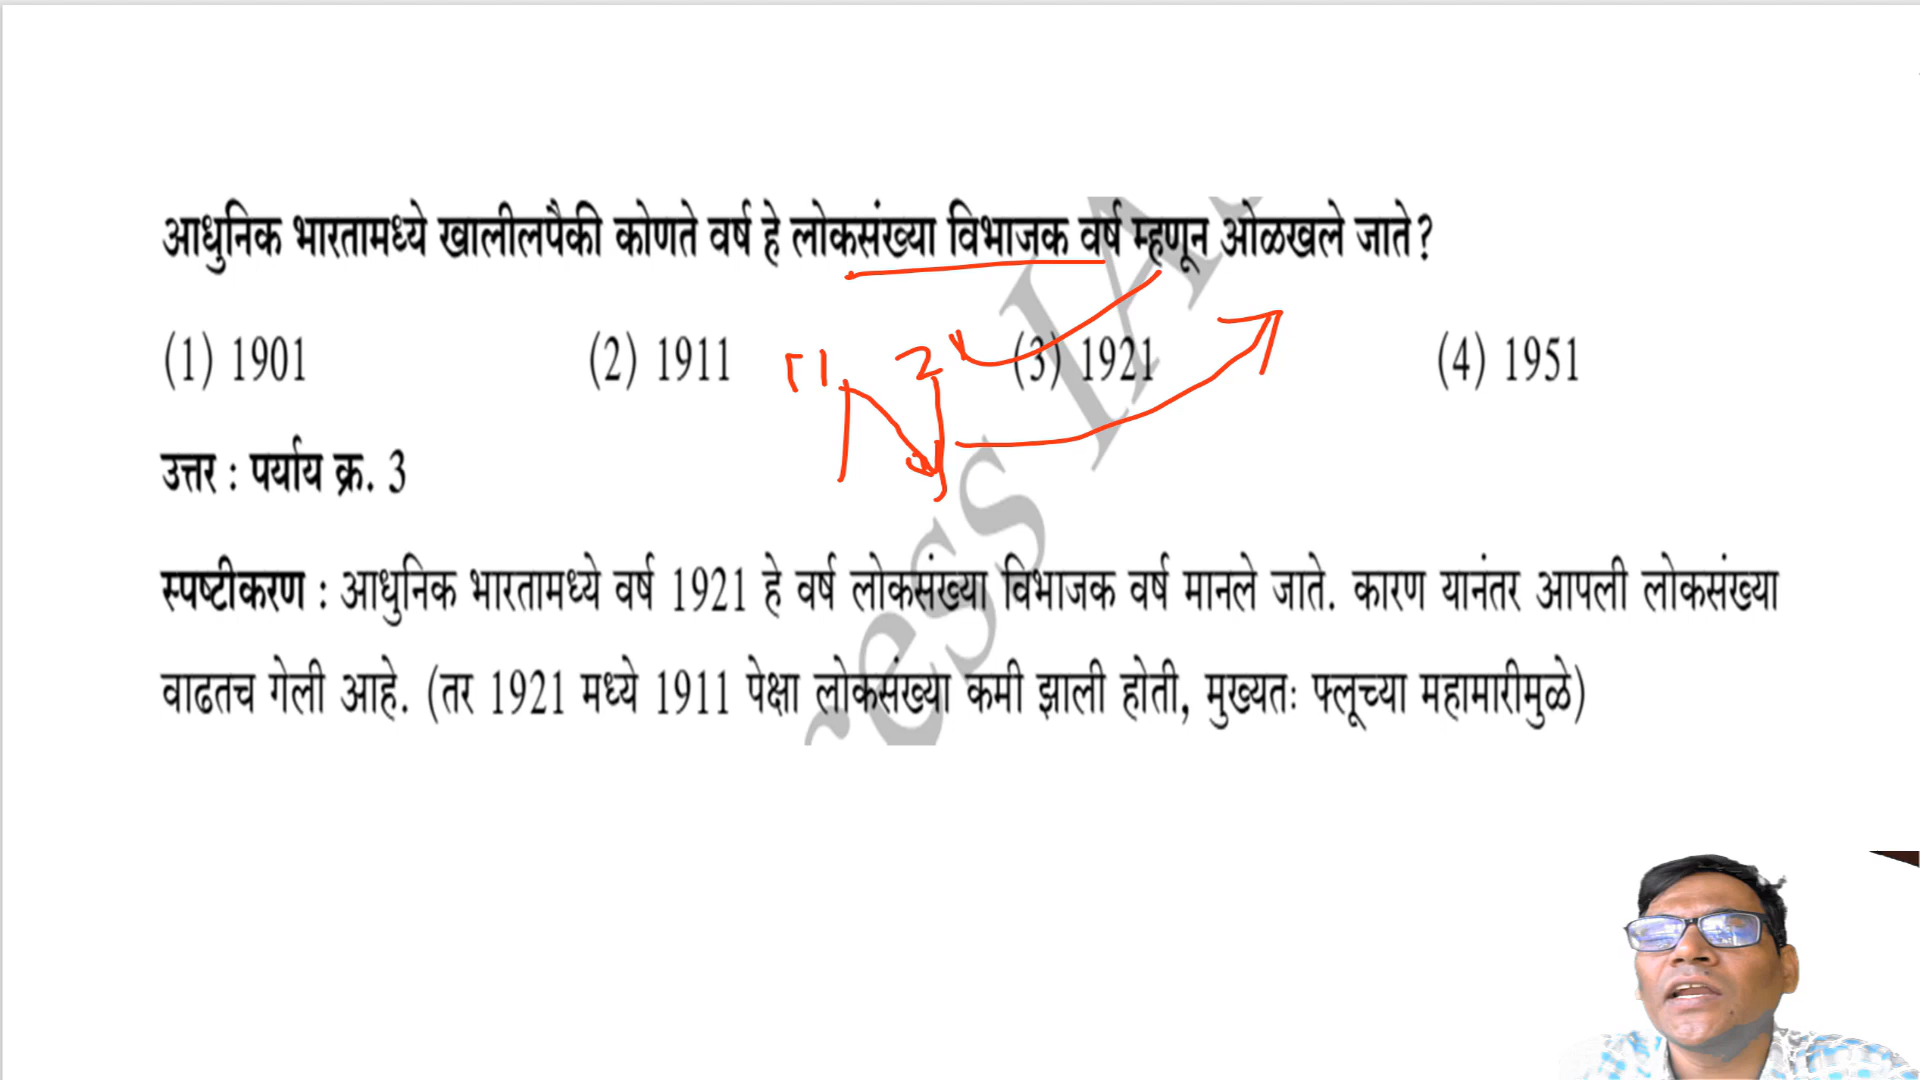 आधुनिक भारतामध्ये खालीलपैकी कोणते वर्ष हे लोकसंख्या विभाजक वर्ष म्हणून ओळखले जाते?
(1) 1901 (2) 1911 (3) 1921 (4) 1951
उत्तर : पर्याय क्र. 3
स्पष्टीकरण : आधुनिक भारतामध्ये वर्ष 1921 हे वर्ष लोकसंख्या विभाजक वर्ष मानले जाते. कारण यानंतर आपली लोकसंख्या
वाढतच गेली आहे. (तर 1921 मध्ये 1911 पेक्षा लोकसंख्या कमी झाली होती, मुख्यतः फ्लूच्या महामारीमुळे)